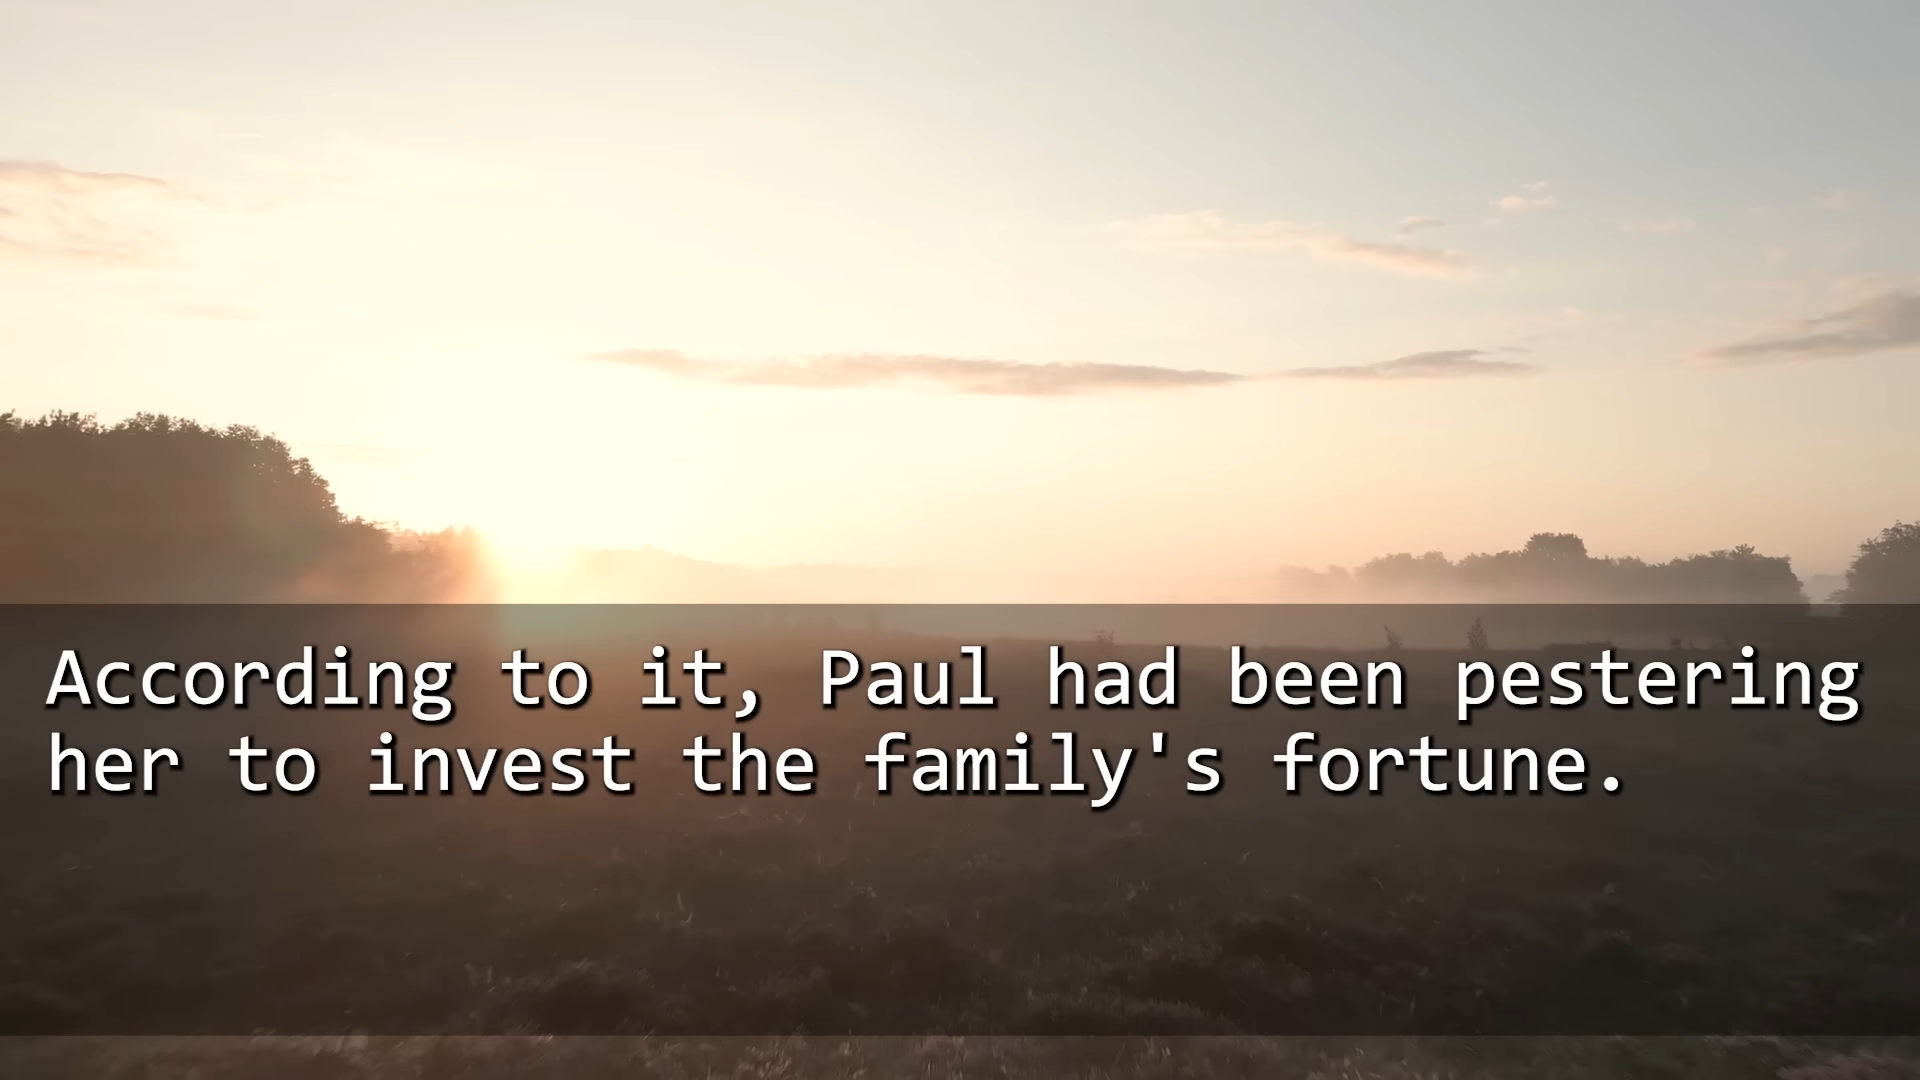 According to it, Paul had been pestering
her to invest the family's fortune.